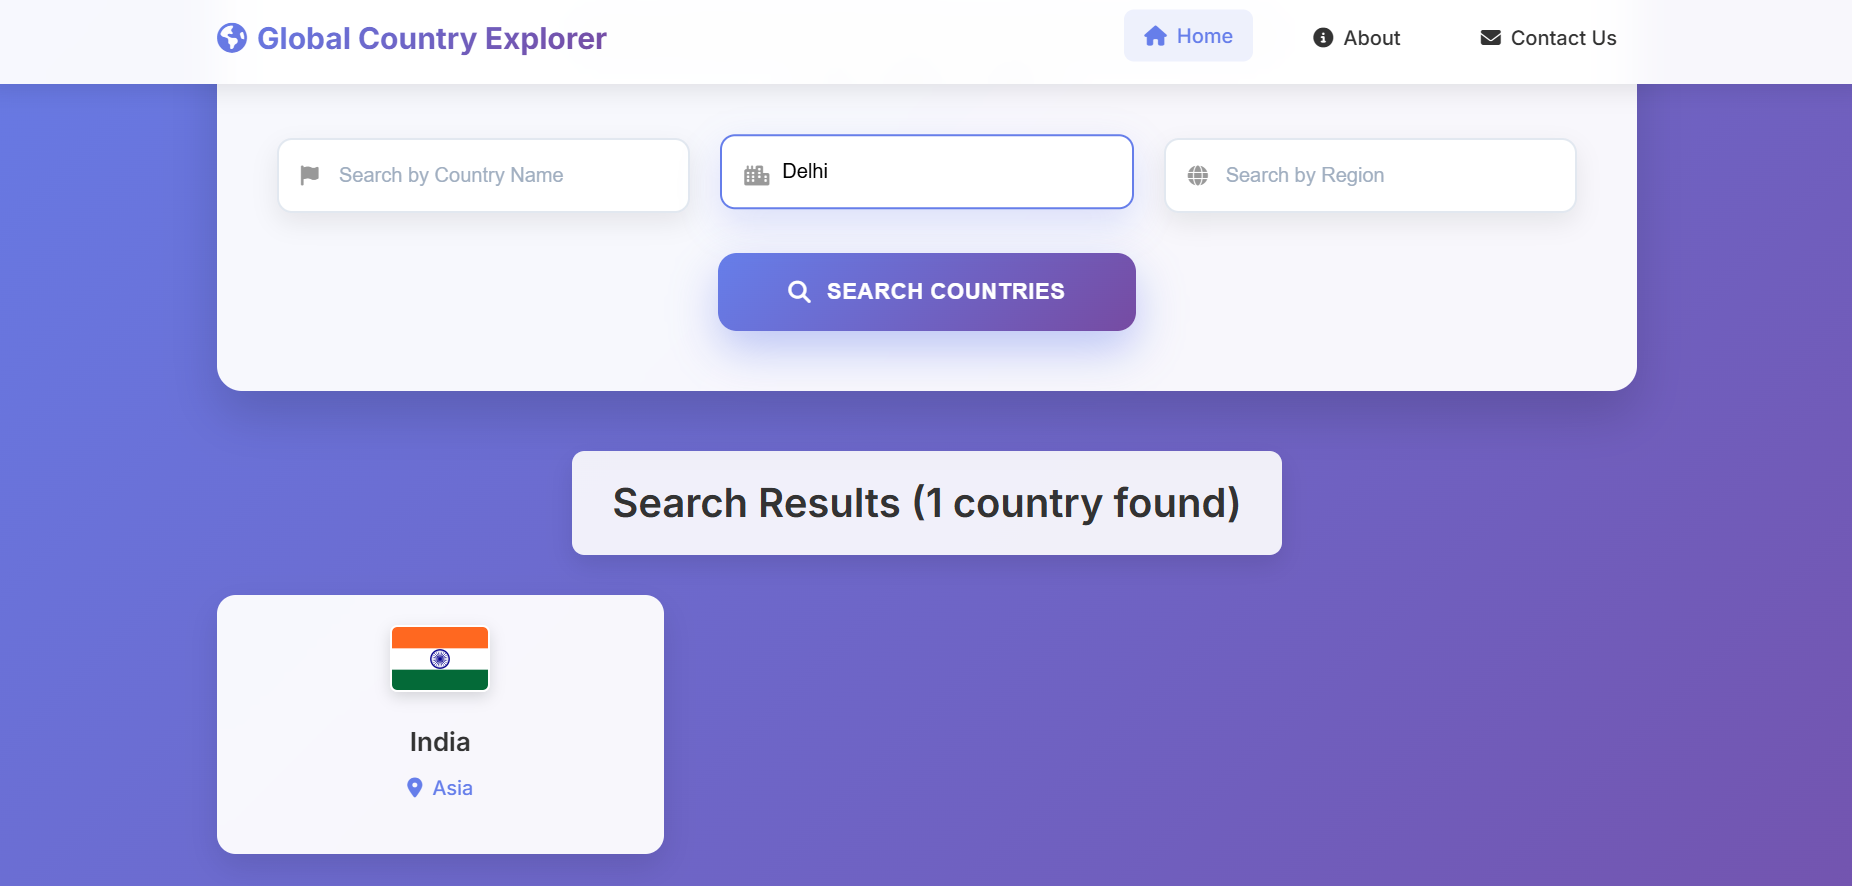 Global Country Explorer
Home
About
Contact Us
Search by Country Name
Delhi
Search by Region
SEARCH COUNTRIES
Search Results (1 country found)
India
Asia